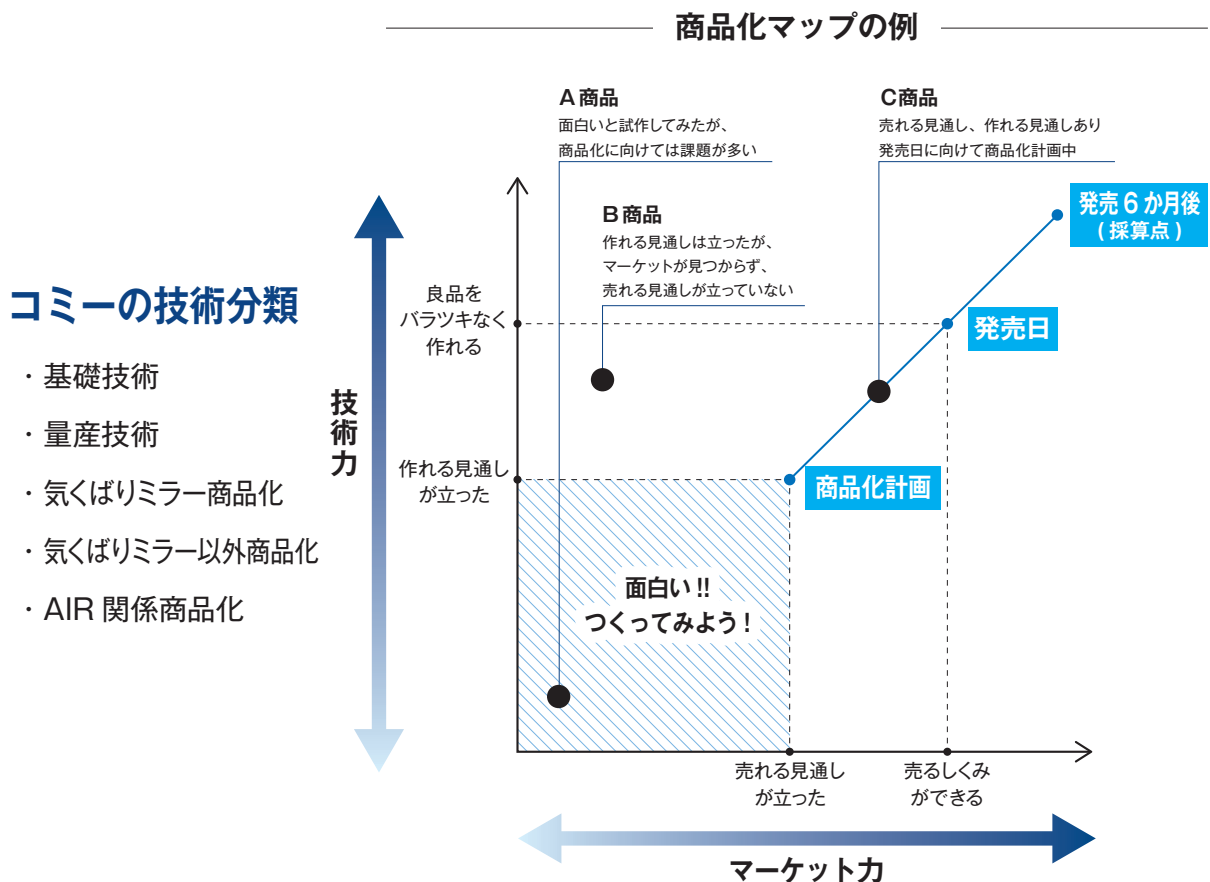 商品化マップの例
コミーの技術分類
・基礎技術
・量産技術
・気くばりミラー商品化
・気くばりミラー以外商品化
・AIR 関係商品化
A 商品
面白いと試作してみたが、
商品化に向けては課題が多い
B 商品
作れる見通しは立ったが、
マーケットが見つからず、
売れる見通しが立っていない
C商品
売れる見通し、作れる見通しあり
発売日に向けて商品化計画中
発売 6 か月後
( 採算点 )
発売日
商品化計画
技術力
良品を
バラツキなく
作れる
作れる見通し
が立った
面白い !!
つくってみよう !
売れる見通し
が立った
売るしくみ
ができる
マーケット力